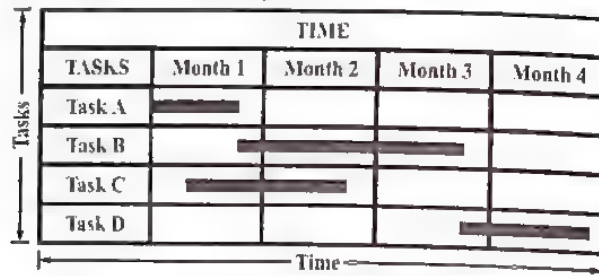 TIME
TASKS Month 1 Month 2 Month 3 Month 4
Task A
Task B
Task C
Task D
Tasks
Time